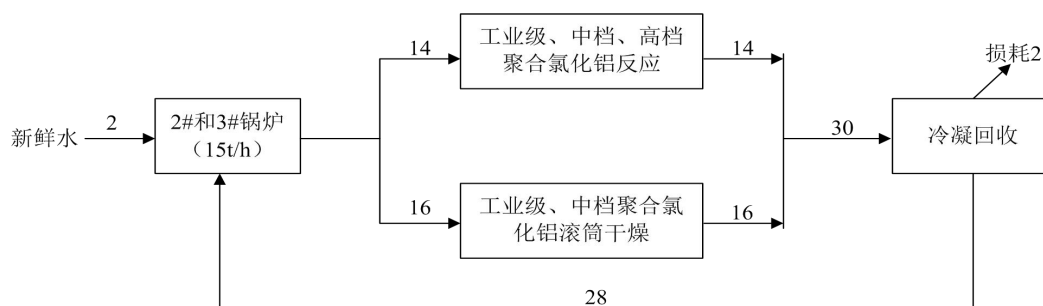 14
工业级、中档、高档
聚合氯化铝反应
14
损耗2
新鲜水
2
2#和3#锅炉
（15t/h）
30
冷凝回收
16
工业级、中档聚合氯
化铝滚筒干燥
16
28